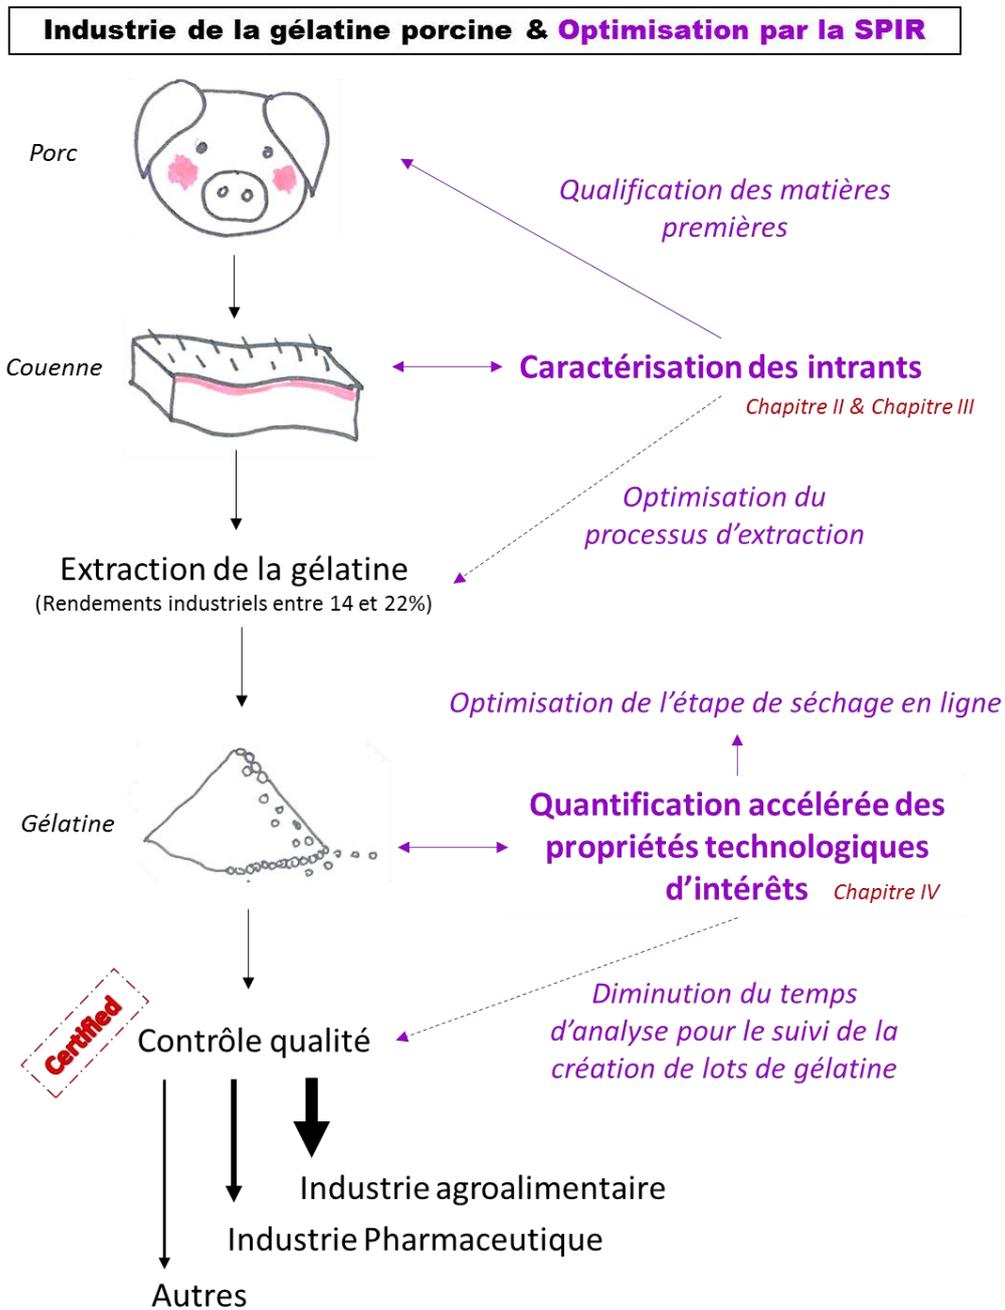 Industrie de la gélatine porcine & Optimisation par la SPIR
Porc
Qualification des matières
premières
Couenne
Caractérisation des intrants
Chapitre II & Chapitre III
Optimisation du
processus d'extraction
Extraction de la gélatine
(Rendements industriels entre 14 et 22%)
Optimisation de l'étape de séchage en ligne
Gélatine
Quantification accélérée des
propriétés technologiques
d'intérêts
Chapitre IV
Certified
Contrôle qualité
Diminution du temps
d'analyse pour le suivi de la
création de lots de gélatine
Industrie agroalimentaire
Industrie Pharmaceutique
Autres